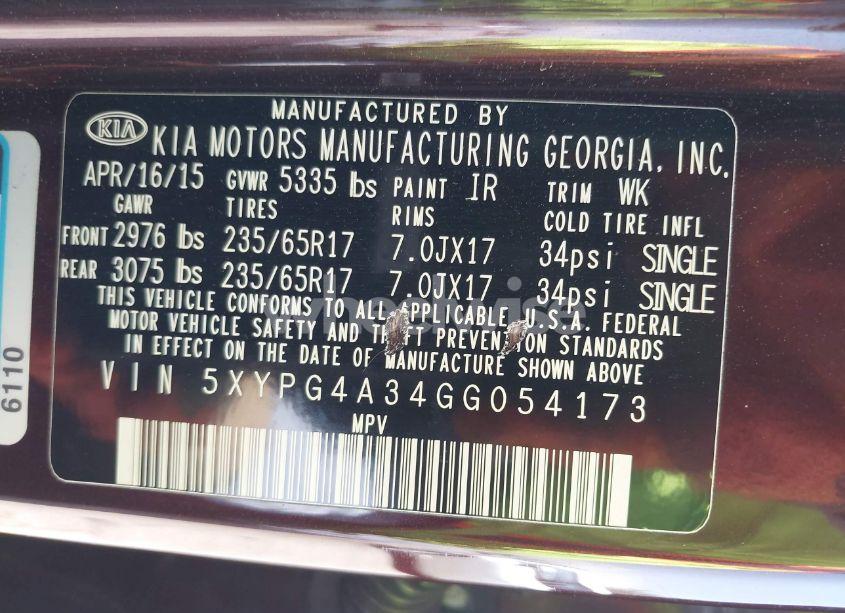 MANUFACTURED BY
KIA KIA MOTORS MANUFACTURING GEORGIA, INC.
APR/16/15 GVWR 5335 lbs PAINT IR TRIM WK
GAWR TIRES RIMS COLD TIRE INFL
FRONT 2976 lbs 235/65R17 7.0JX17 34psi SINGLE
REAR 3075 lbs 235/65R17 7.0JX17 34psi SINGLE
THIS VEHICLE CONFORMS TO ALL APPLICABLE U.S.A. FEDERAL
MOTOR VEHICLE SAFETY AND THEFT PREVENTION STANDARDS
IN EFFECT ON THE DATE OF MANUFACTURE SHOWN ABOVE
VIN 5XYPG4A34GG054173
MPV
6110